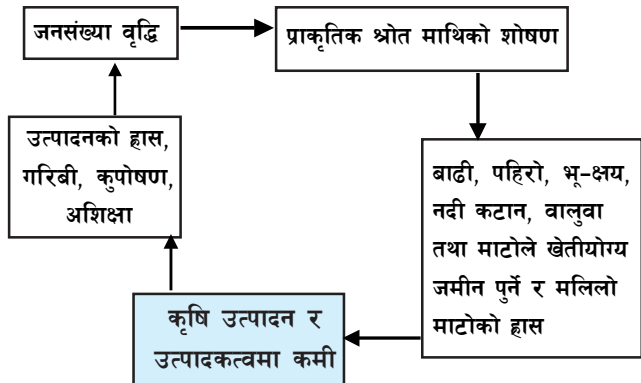 जनसंख्या वृद्धि
प्राकृतिक श्रोत माथिको शोषण
बाढी, पहिरो, भू-क्षय,
नदी कटान, वालुवा
तथा माटोले खेतीयोग्य
जमीन पुर्ने र मलिलो
माटोको ह्रास
कृषि उत्पादन र
उत्पादकत्वमा कमी
उत्पादनको ह्रास,
गरिबी, कुपोषण,
अशिक्षा